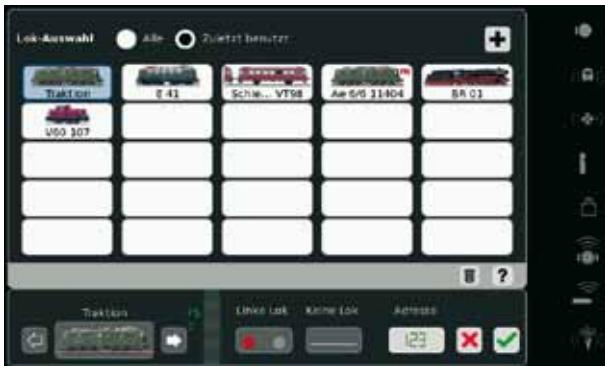 Lok-Auswahl Alle Zuletzt benutzt
Traktion E 41 Schie... VT98 Ae 6/6 11404 BR 01
V60 107
?
Traktion Linke Lok Keine Lok Adresse
123